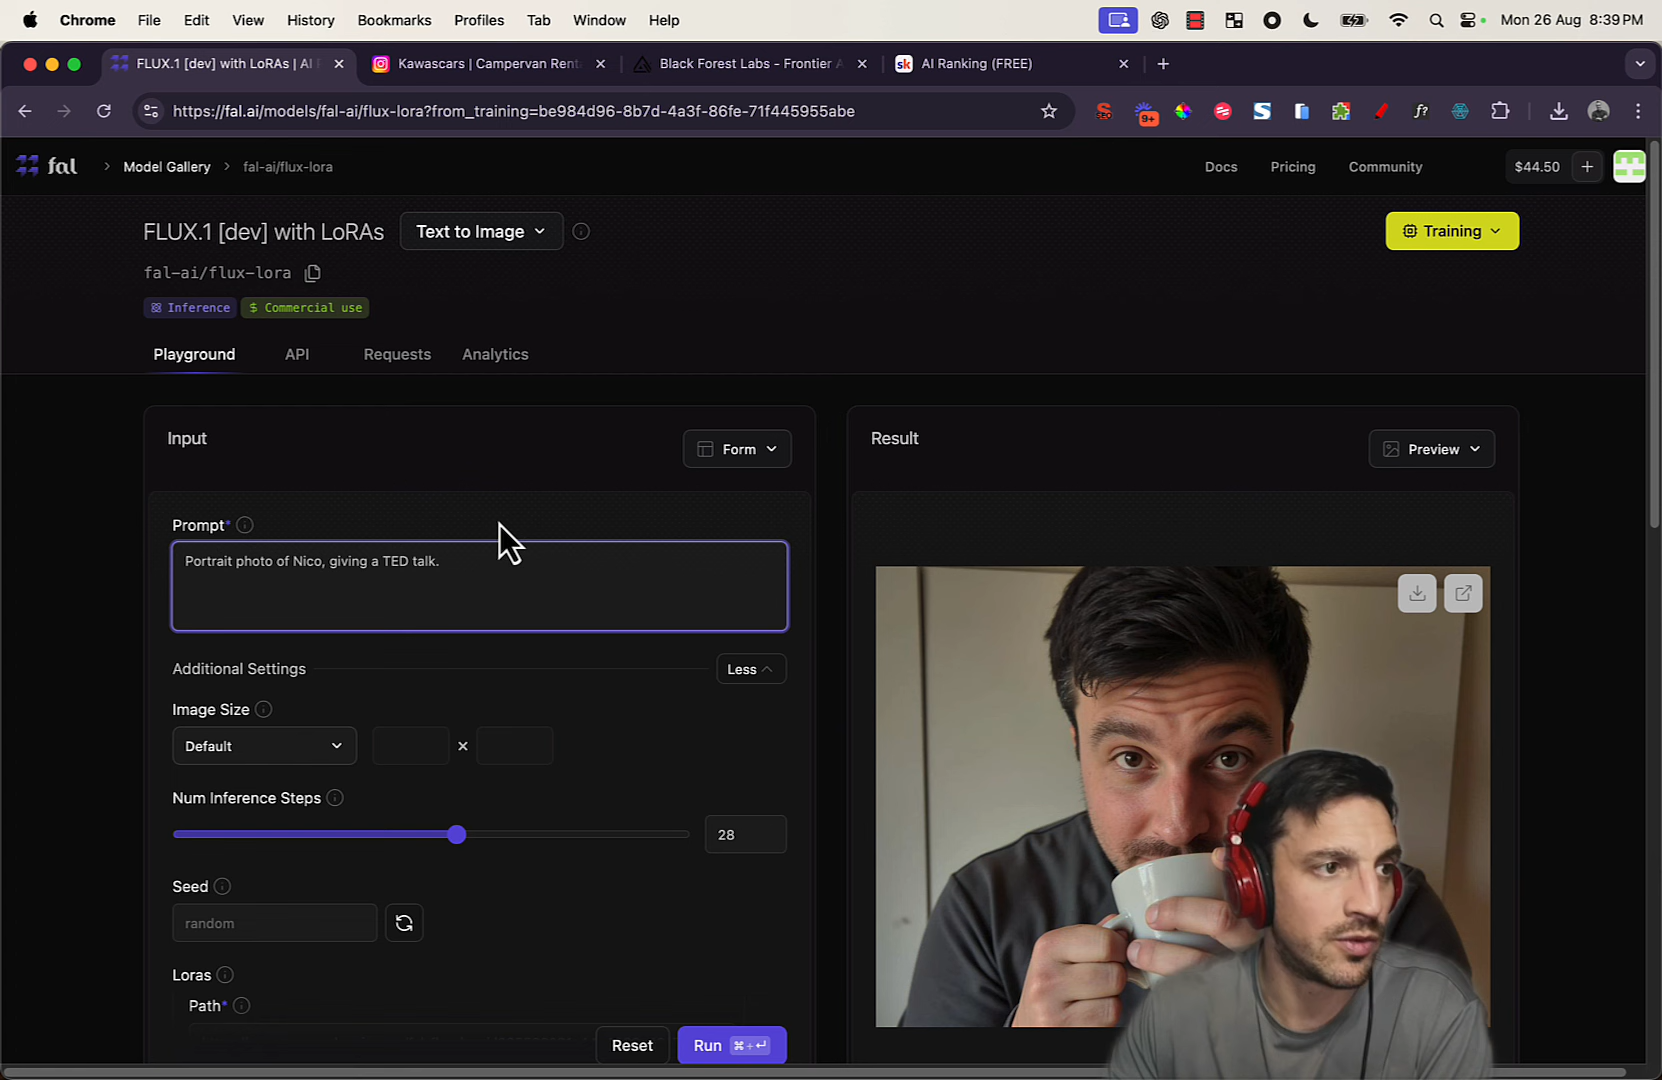 Chrome File Edit View History Bookmarks Profiles Tab Window Help Mon 26 Aug 8:39 PM
FLUX.1 [dev] with LoRAs | AI Kawascars | Campervan Rent Black Forest Labs - Frontier A sk AI Ranking (FREE)
https://fal.ai/models/fal-ai/flux-lora?from_training=be984d96-8b7d-4a3f-86fe-71f445955abe SEO 9+ S f?
fal > Model Gallery > fal-ai/flux-lora Docs Pricing Community $44.50 +
FLUX.1 [dev] with LoRAs Text to Image Training
fal-ai/flux-lora
Inference $ Commercial use
Playground API Requests Analytics
Input Form Result Preview
Prompt*
Portrait photo of Nico, giving a TED talk.
Additional Settings Less
Image Size
Default ×
Num Inference Steps
28
Seed
random
Loras
Path*
Reset Run ⌘+↵